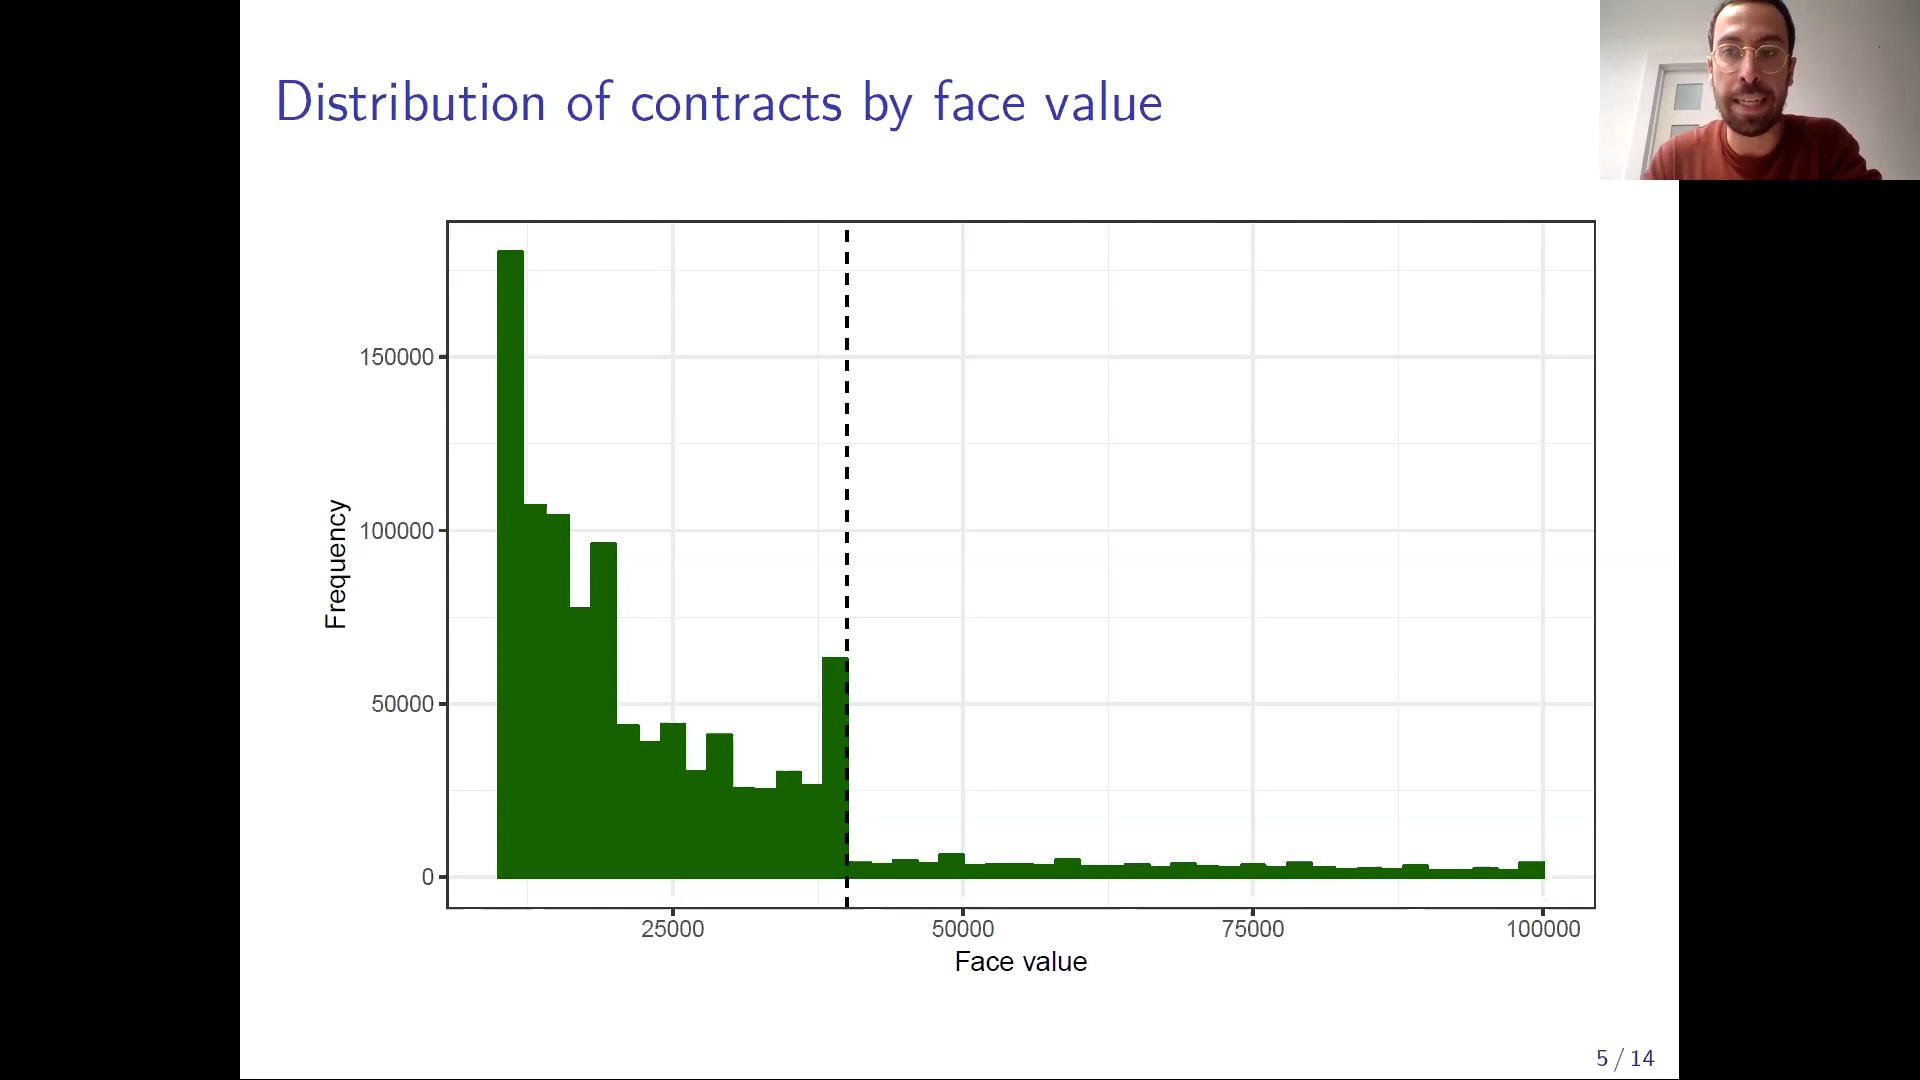 Distribution of contracts by face value
Frequency
150000
100000
50000
0
25000 50000 75000 100000
Face value
5 / 14